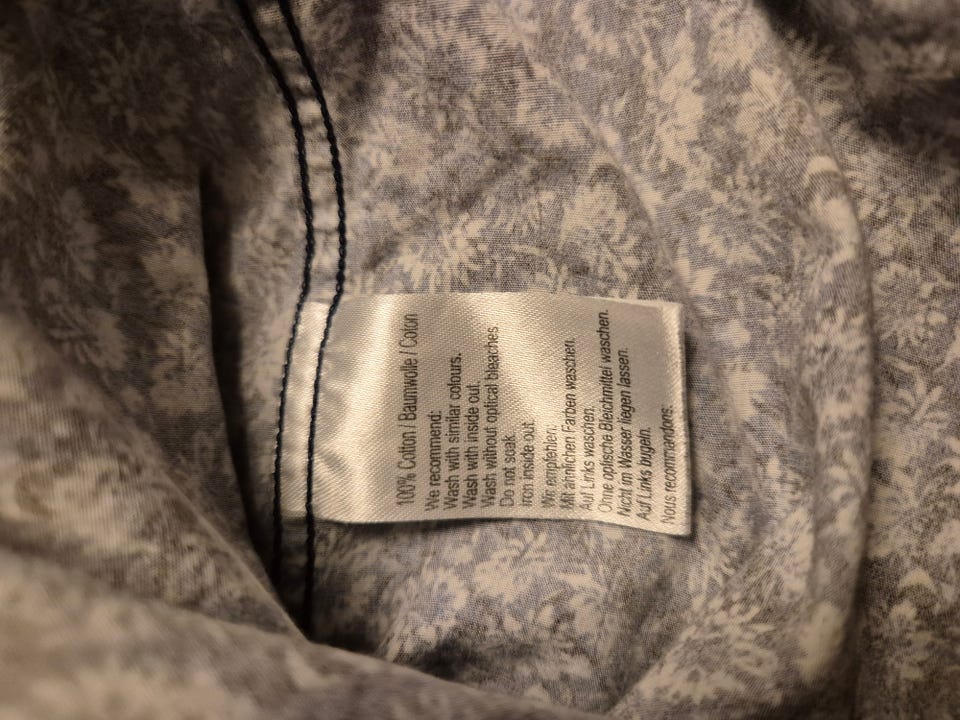 100% Cotton / Baumwolle / Coton
We recommend:
Wash with similar colours.
Wash with inside out.
Wash without optical bleaches
Do not soak.
Iron inside out.
Wir empfehlen:
Mit ähnlichen Farben waschen.
Auf Links waschen.
Ohne optische Bleichmittel waschen.
Nicht im Wasser liegen lassen.
Auf Links bügeln.
Nous recommandons: